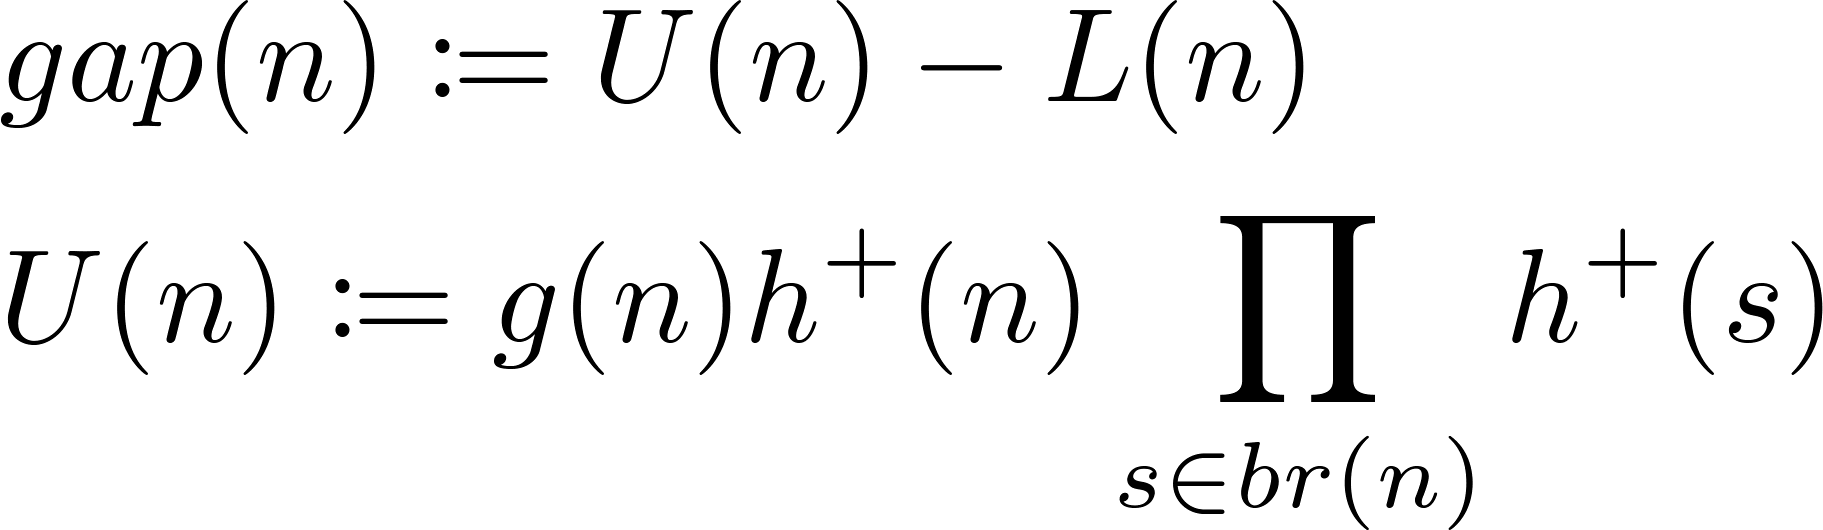 gap(n) := U(n) − L(n)
U(n) := g(n)h⁺(n) ∏_{s∈br(n)} h⁺(s)